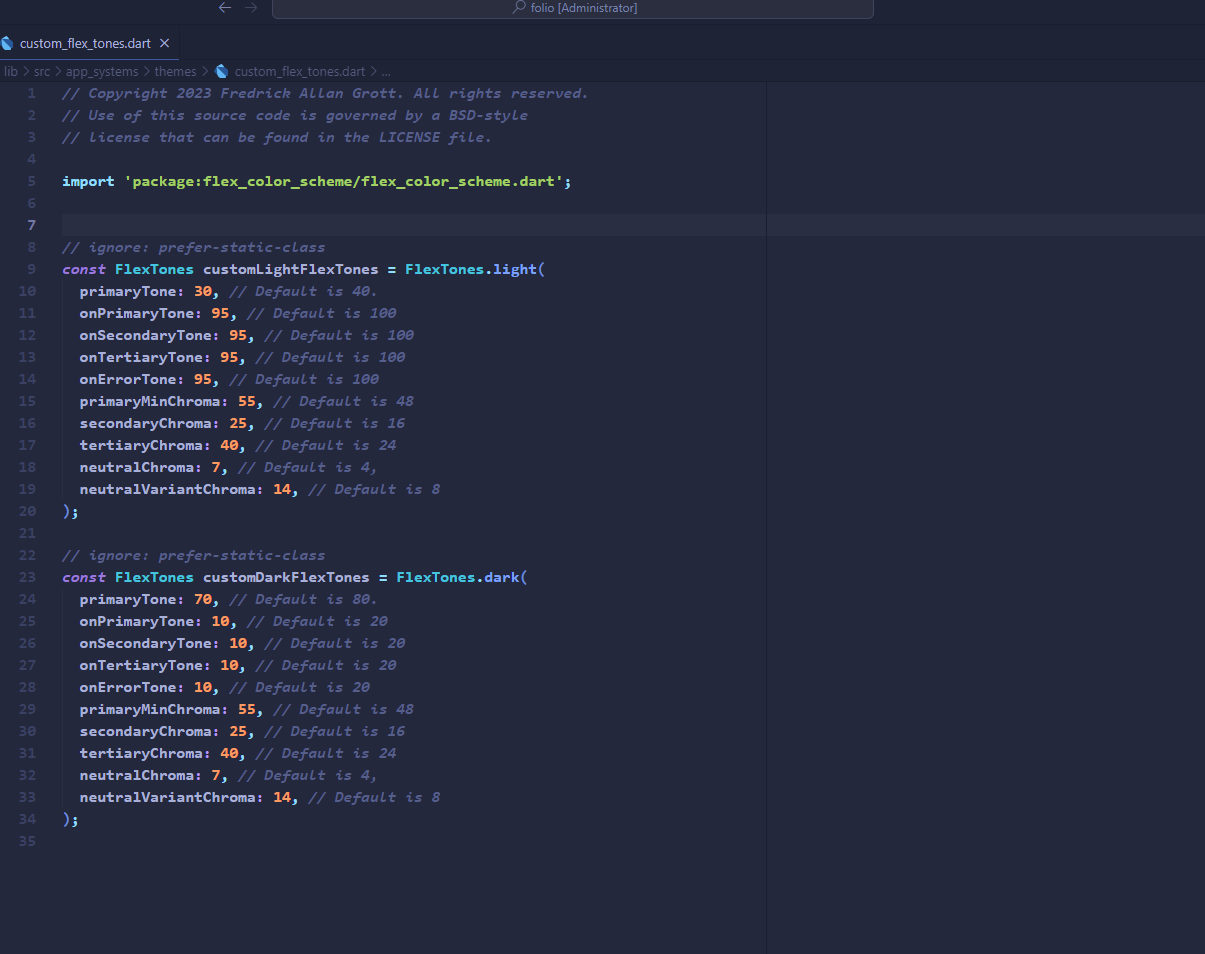 folio [Administrator]
custom_flex_tones.dart
lib > src > app_systems > themes > custom_flex_tones.dart > ...
1 // Copyright 2023 Fredrick Allan Grott. All rights reserved.
2 // Use of this source code is governed by a BSD-style
3 // license that can be found in the LICENSE file.
4
5 import 'package:flex_color_scheme/flex_color_scheme.dart';
6
7
8 // ignore: prefer-static-class
9 const FlexTones customLightFlexTones = FlexTones.light(
10   primaryTone: 30, // Default is 40.
11   onPrimaryTone: 95, // Default is 100
12   onSecondaryTone: 95, // Default is 100
13   onTertiaryTone: 95, // Default is 100
14   onErrorTone: 95, // Default is 100
15   primaryMinChroma: 55, // Default is 48
16   secondaryChroma: 25, // Default is 16
17   tertiaryChroma: 40, // Default is 24
18   neutralChroma: 7, // Default is 4,
19   neutralVariantChroma: 14, // Default is 8
20 );
21
22 // ignore: prefer-static-class
23 const FlexTones customDarkFlexTones = FlexTones.dark(
24   primaryTone: 70, // Default is 80.
25   onPrimaryTone: 10, // Default is 20
26   onSecondaryTone: 10, // Default is 20
27   onTertiaryTone: 10, // Default is 20
28   onErrorTone: 10, // Default is 20
29   primaryMinChroma: 55, // Default is 48
30   secondaryChroma: 25, // Default is 16
31   tertiaryChroma: 40, // Default is 24
32   neutralChroma: 7, // Default is 4,
33   neutralVariantChroma: 14, // Default is 8
34 );
35